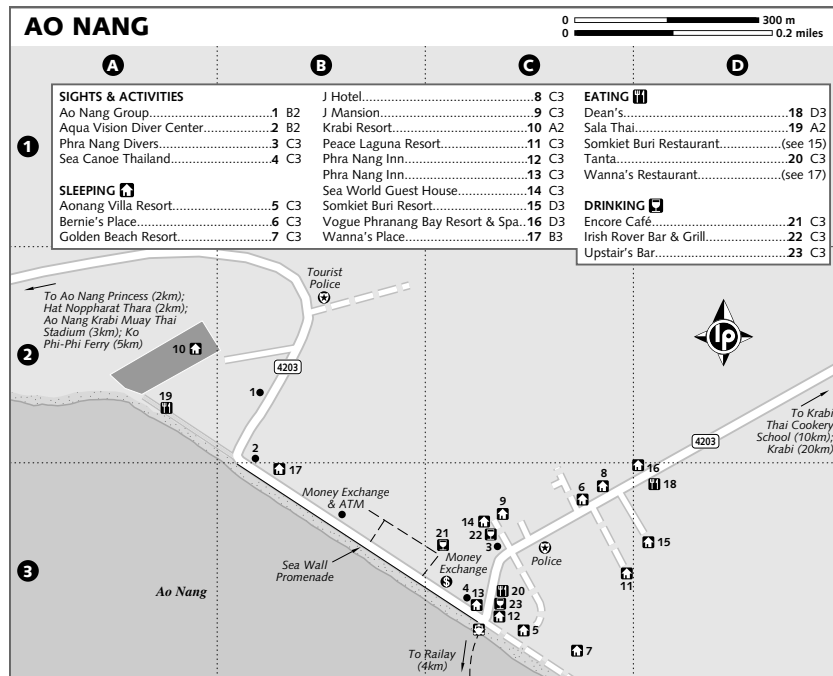 AO NANG
0 300 m
0 0.2 miles
A B C D
1
SIGHTS & ACTIVITIES
Ao Nang Group 1 B2
Aqua Vision Diver Center 2 B2
Phra Nang Divers 3 C3
Sea Canoe Thailand 4 C3
SLEEPING
Aonang Villa Resort 5 C3
Bernie's Place 6 C3
Golden Beach Resort 7 C3
J Hotel 8 C3
J Mansion 9 C3
Krabi Resort 10 A2
Peace Laguna Resort 11 C3
Phra Nang Inn 12 C3
Phra Nang Inn 13 C3
Sea World Guest House 14 C3
Somkiet Buri Resort 15 D3
Vogue Phranang Bay Resort & Spa 16 D3
Wanna's Place 17 B3
EATING
Dean's 18 D3
Sala Thai 19 A2
Somkiet Buri Restaurant (see 15)
Tanta 20 C3
Wanna's Restaurant (see 17)
DRINKING
Encore Café 21 C3
Irish Rover Bar & Grill 22 C3
Upstair's Bar 23 C3
To Ao Nang Princess (2km);
Hat Noppharat Thara (2km);
Ao Nang Krabi Muay Thai
Stadium (3km); Ko
Phi-Phi Ferry (5km)
Tourist
Police
lp
2
10
4203
1
19
2
17
To Krabi
Thai Cookery
School (10km);
Krabi (20km)
4203
16
18
8
6
9
14
22
3
21
Money Exchange
& ATM
Money
Exchange
$
Police
15
11
Sea Wall
Promenade
3
Ao Nang
4
13
20
23
12
5
7
To Railay
(4km)